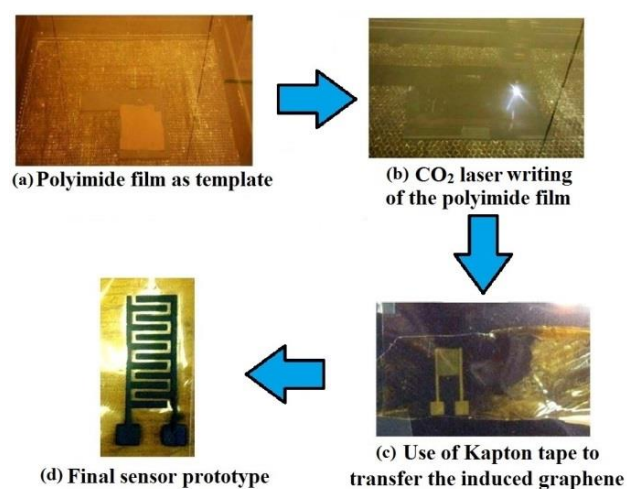 (a) Polyimide film as template
(b) CO₂ laser writing
of the polyimide film
(d) Final sensor prototype
(c) Use of Kapton tape to
transfer the induced graphene